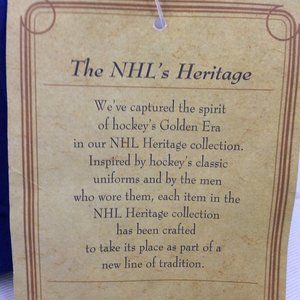 The NHL's Heritage
We've captured the spirit
of hockey's Golden Era
in our NHL Heritage collection.
Inspired by hockey's classic
uniforms and by the men
who wore them, each item in the
NHL Heritage collection
has been crafted
to take its place as part of a
new line of tradition.